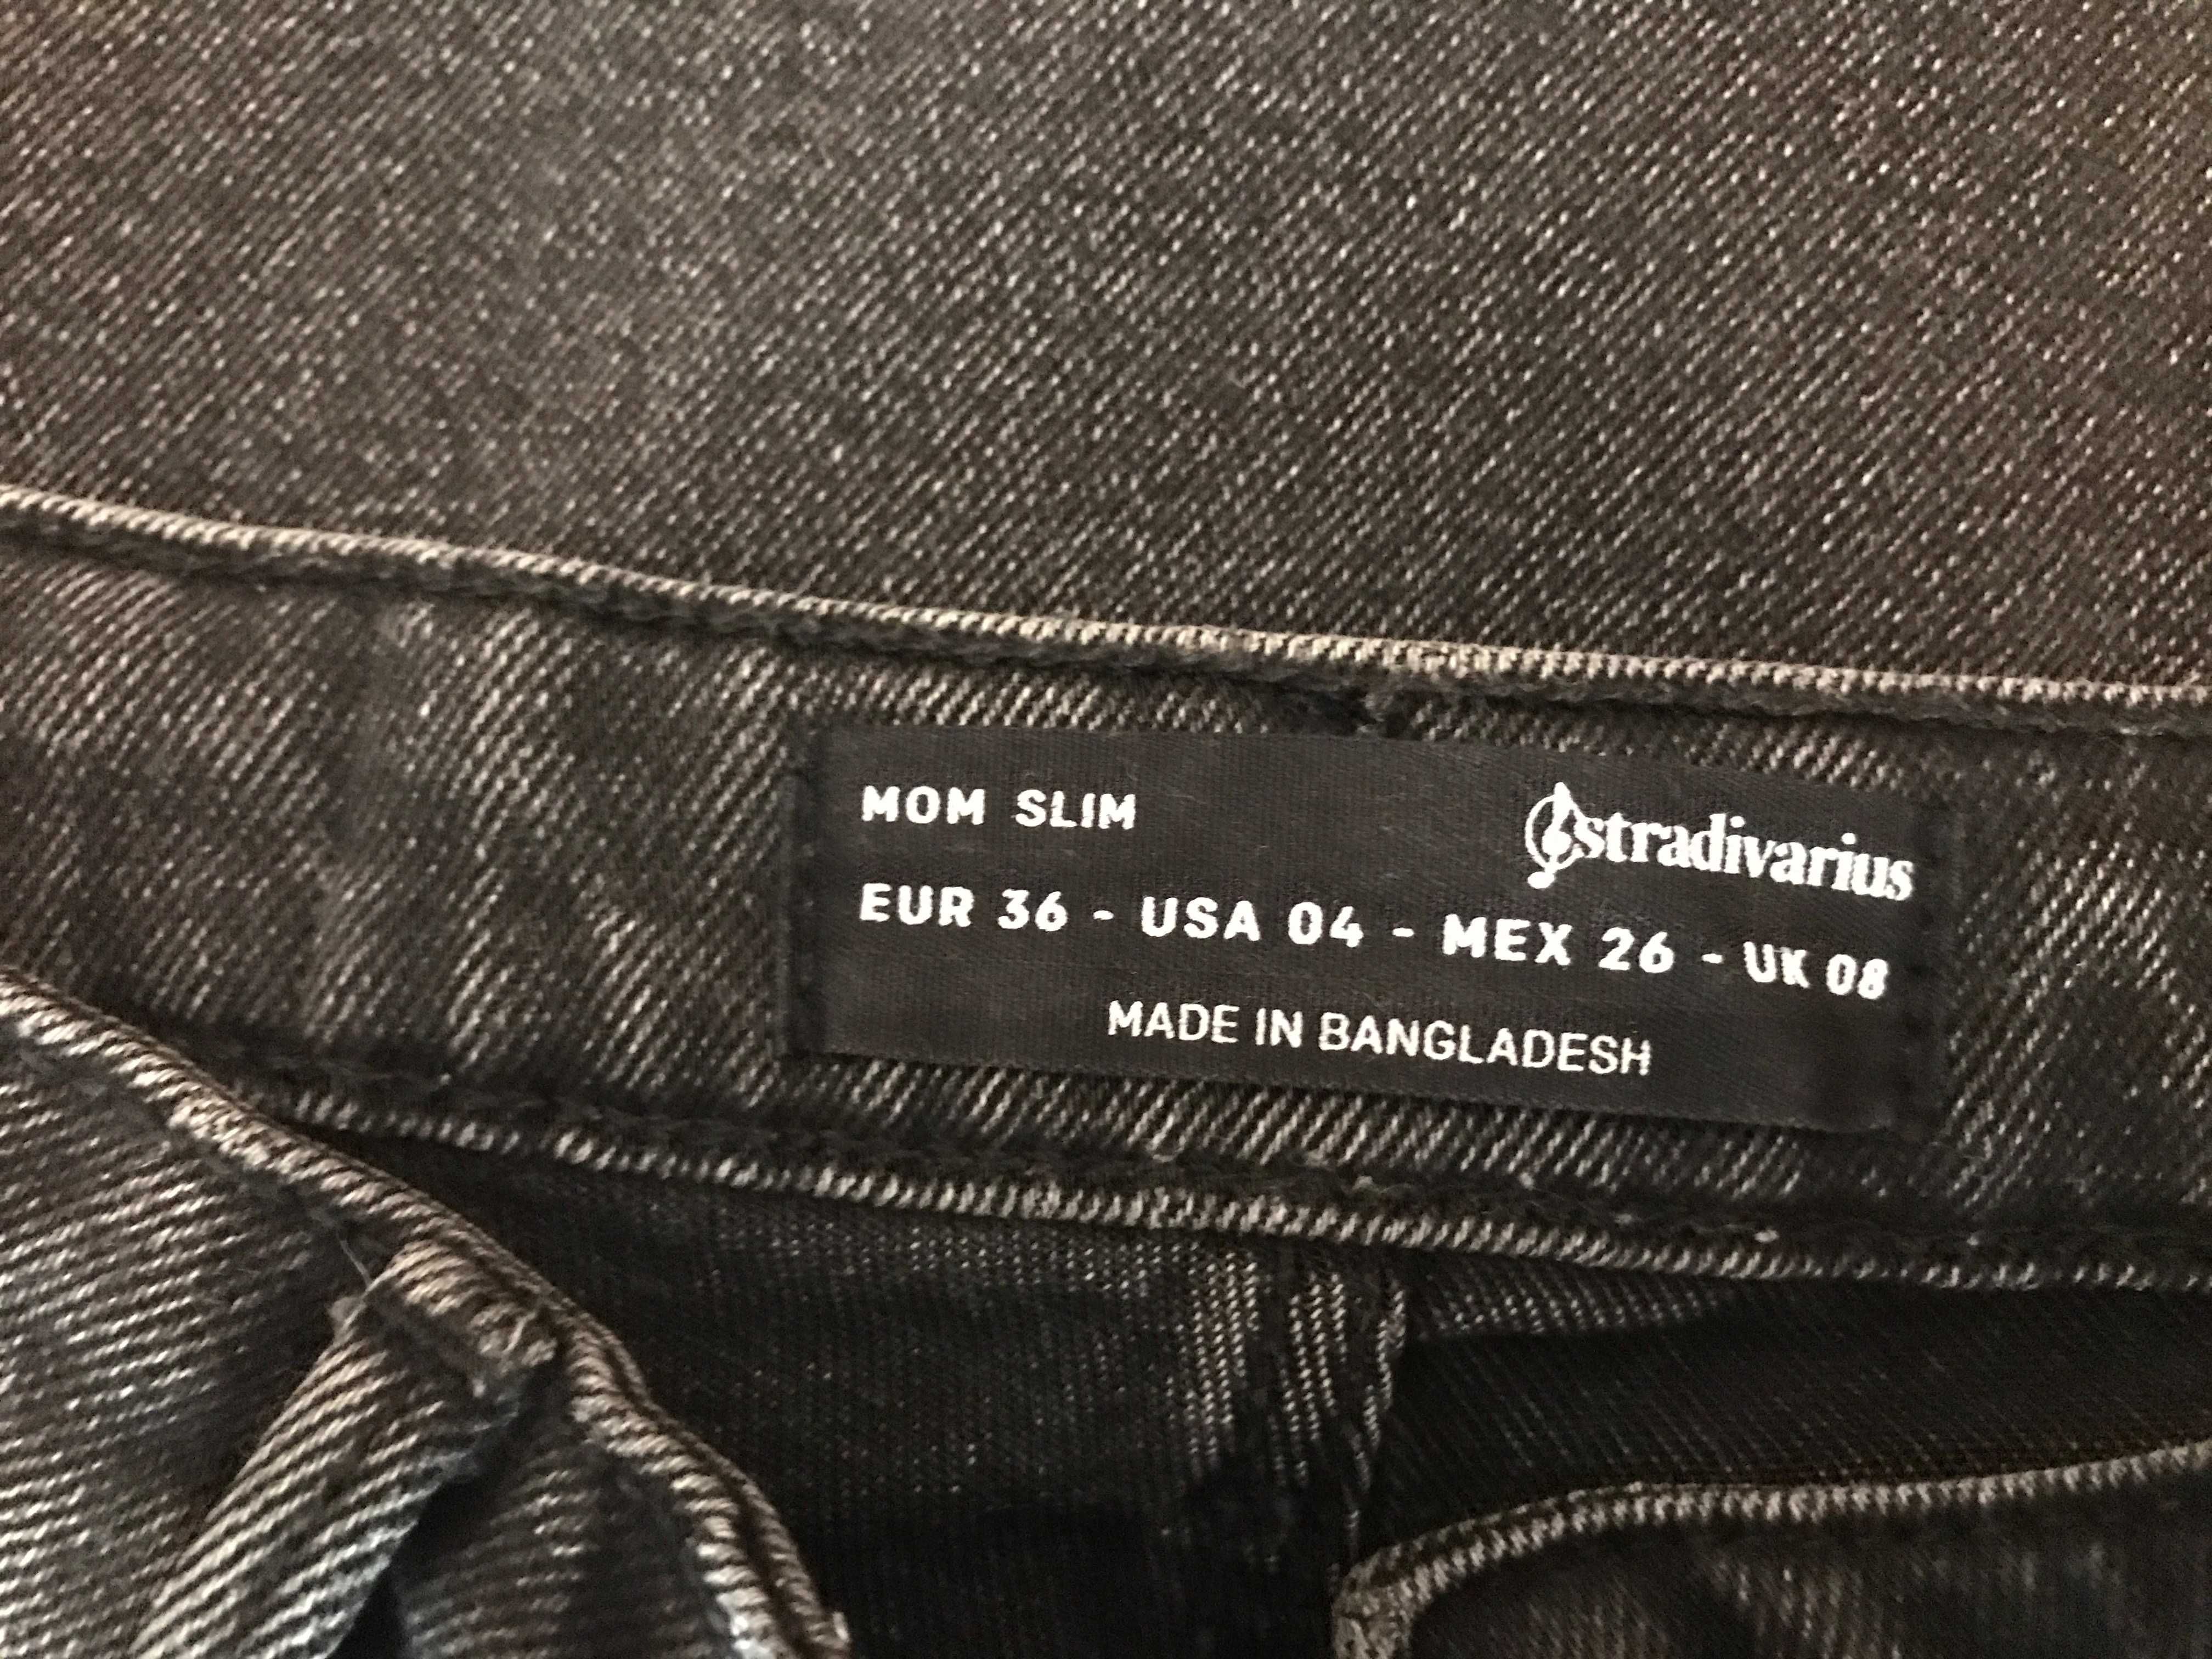 MOM SLIM
stradivarius
EUR 36 - USA 04 - MEX 26 - UK 08
MADE IN BANGLADESH